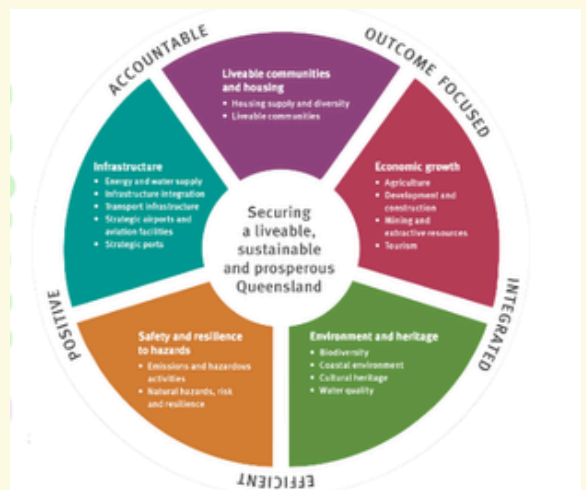 ACCOUNTABLE
OUTCOME FOCUSED
INTEGRATED
EFFICIENT
POSITIVE
Liveable communities
and housing
• Housing supply and diversity
• Liveable communities
Economic growth
• Agriculture
• Development and
construction
• Mining and
extractive resources
• Tourism
Environment and heritage
• Biodiversity
• Coastal environment
• Cultural heritage
• Water quality
Safety and resilience
to hazards
• Emissions and hazardous
activities
• Natural hazards, risk
and resilience
Infrastructure
• Energy and water supply
• Infrastructure integration
• Transport infrastructure
• Strategic airports and
aviation facilities
• Strategic ports
Securing
a liveable,
sustainable
and prosperous
Queensland